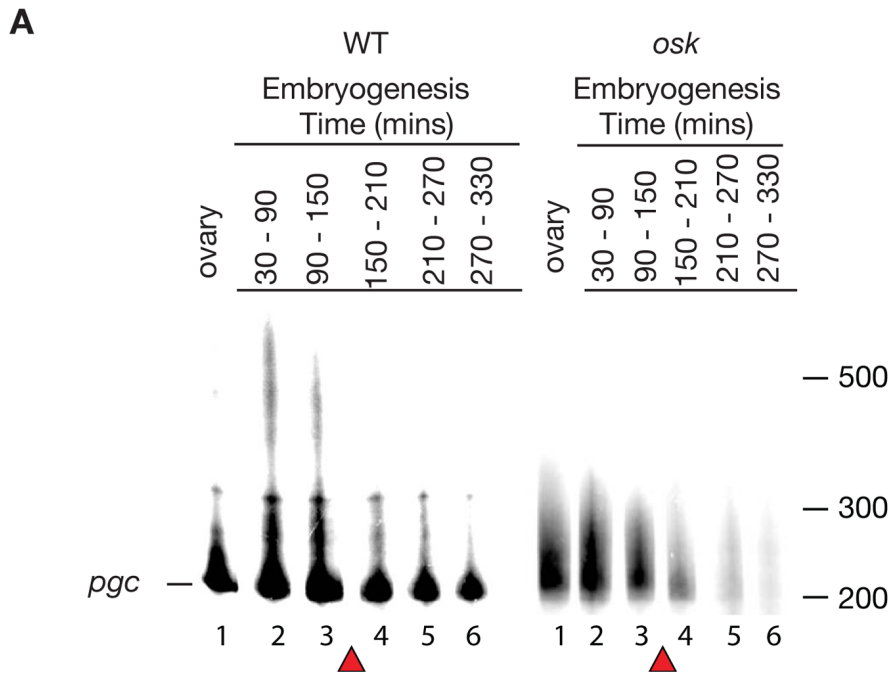 A
WT
osk
Embryogenesis
Time (mins)
Embryogenesis
Time (mins)
ovary
30 - 90
90 - 150
150 - 210
210 - 270
270 - 330
ovary
30 - 90
90 - 150
150 - 210
210 - 270
270 - 330
500
300
200
pgc
1 2 3 4 5 6
1 2 3 4 5 6